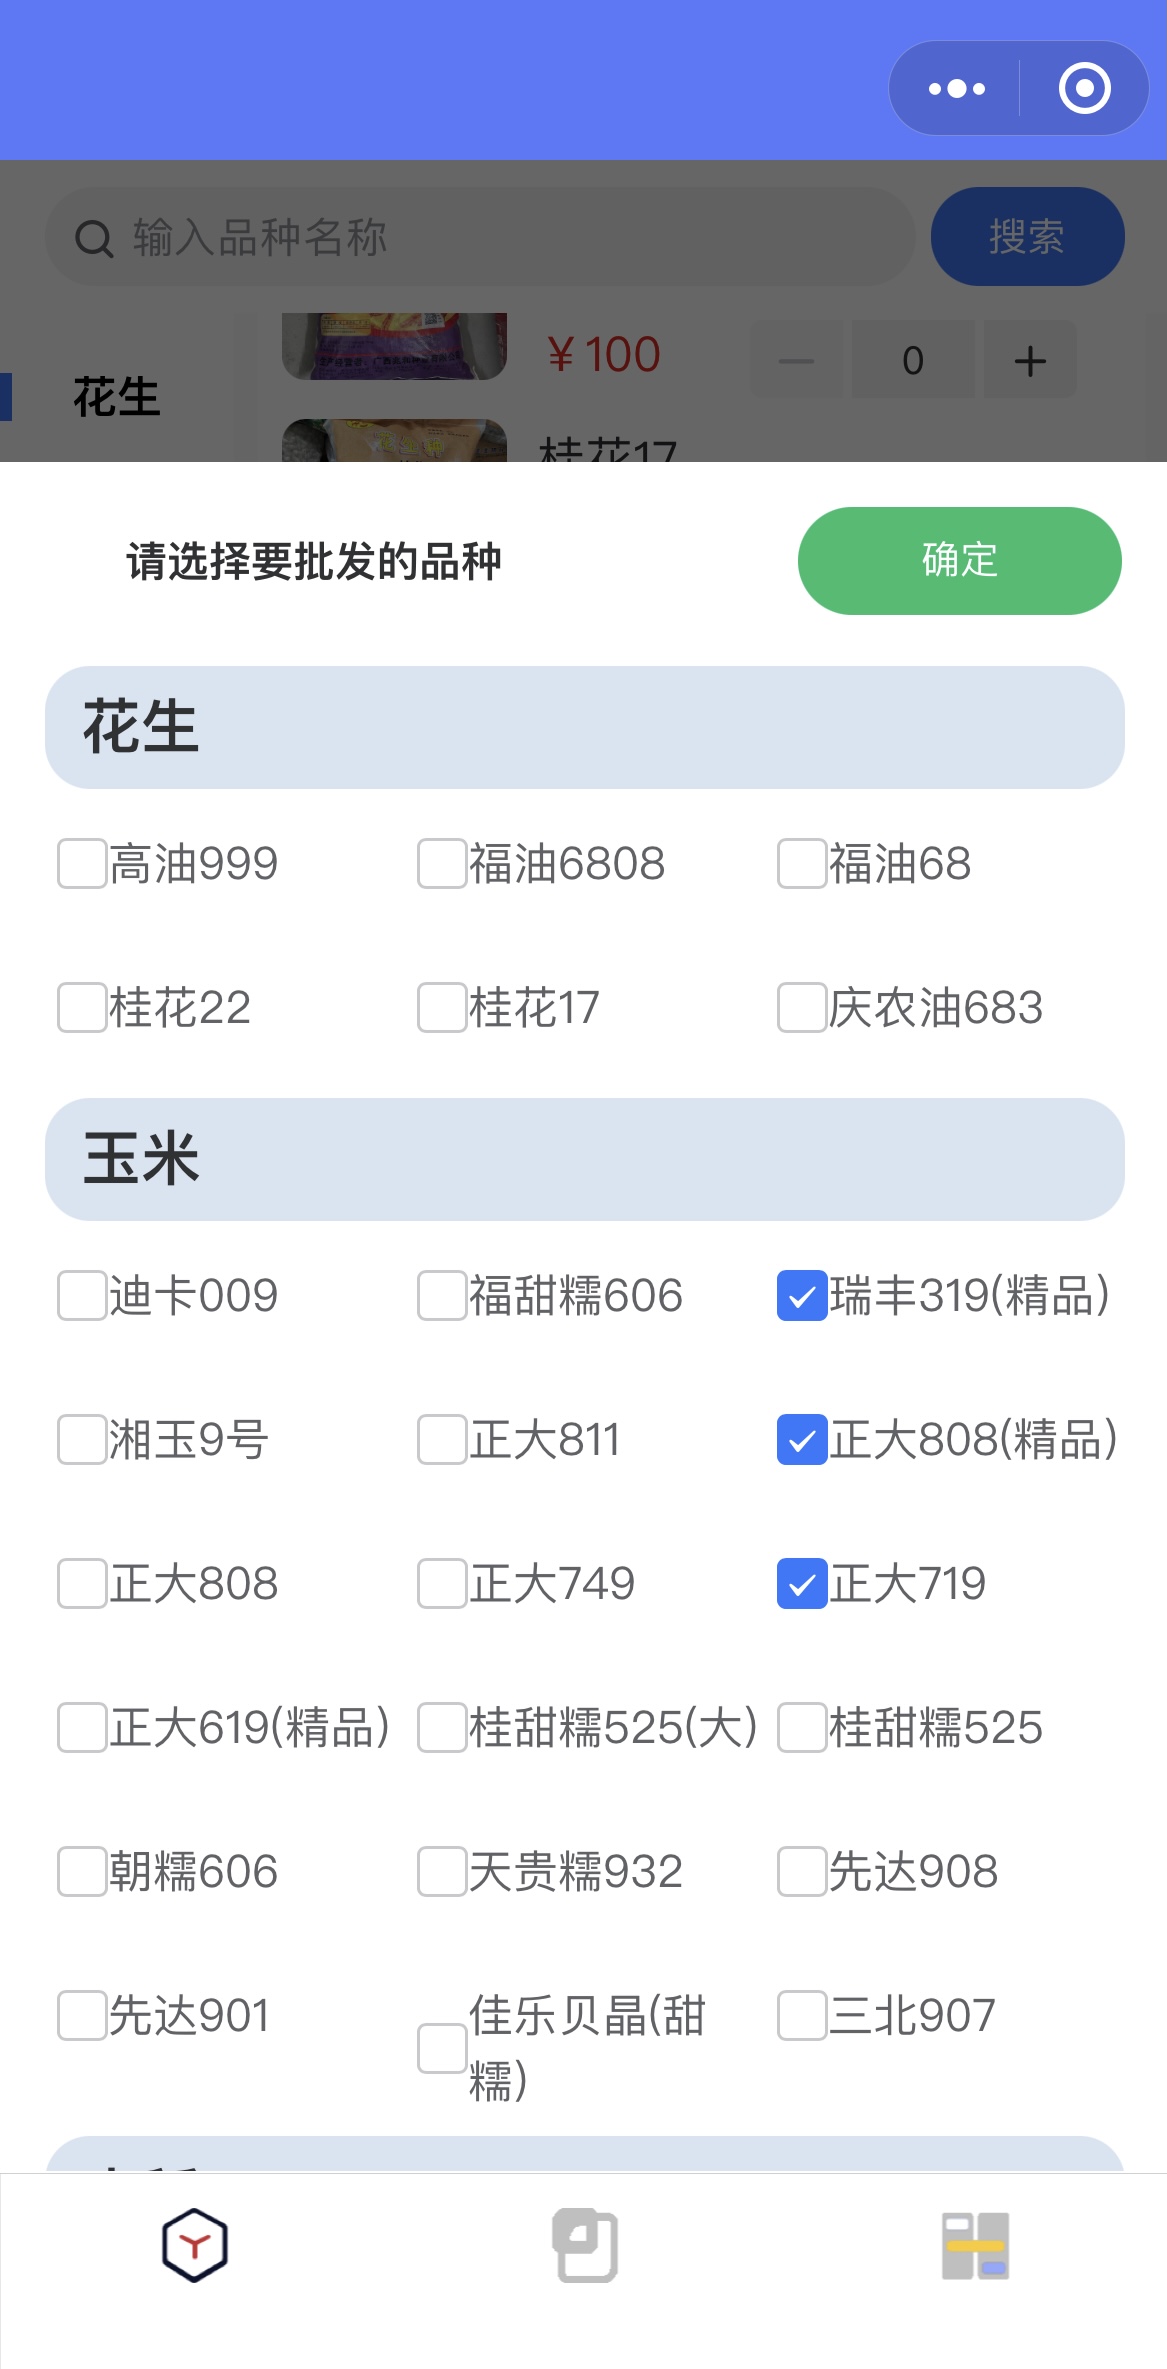 输入品种名称
搜索
花生
¥100
0
桂花17
请选择要批发的品种
确定
花生
高油999
福油6808
福油68
桂花22
桂花17
庆农油683
玉米
迪卡009
福甜糯606
瑞丰319(精品)
湘玉9号
正大811
正大808(精品)
正大808
正大749
正大719
正大619(精品)
桂甜糯525(大)
桂甜糯525
朝糯606
天贵糯932
先达908
先达901
佳乐贝晶(甜
糯)
三北907